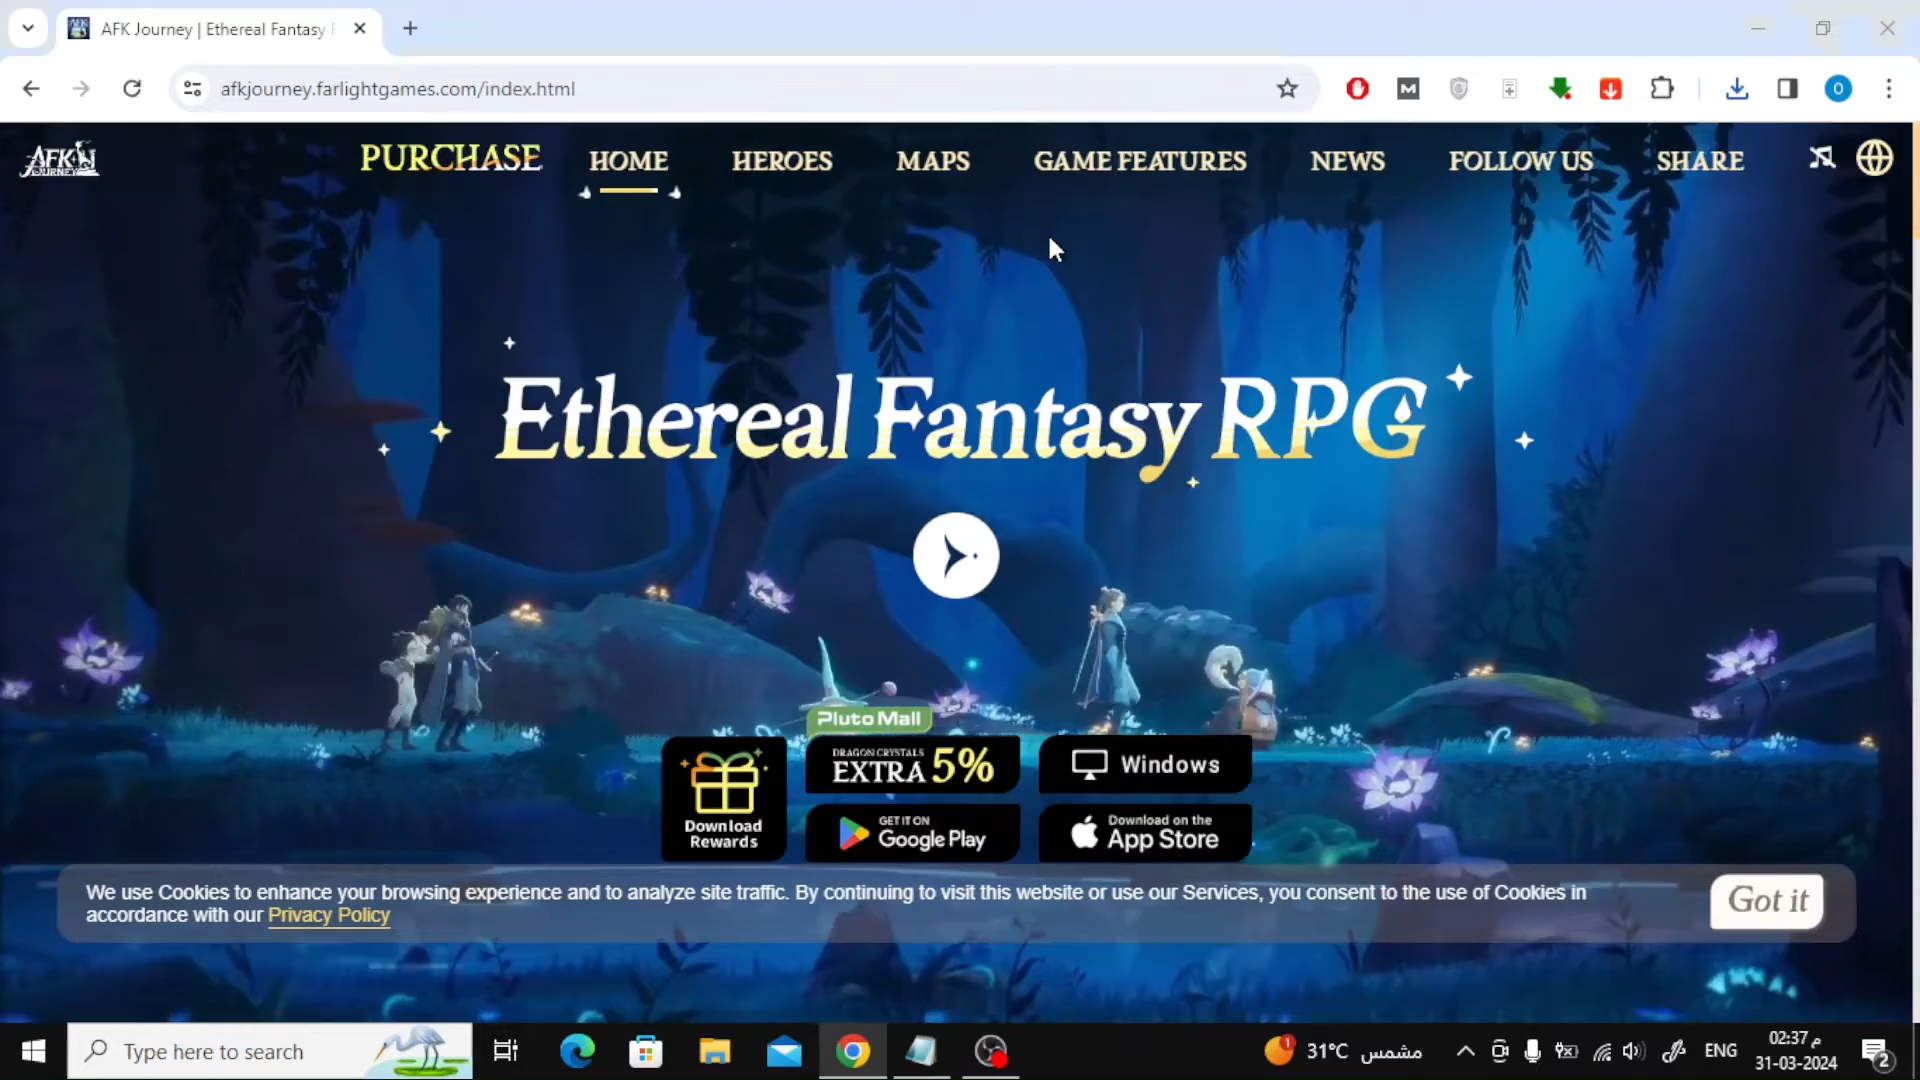 AFK Journey | Ethereal Fantasy
afkjourney.farlightgames.com/index.html
AFK
JOURNEY
PURCHASE
HOME
HEROES
MAPS
GAME FEATURES
NEWS
FOLLOW US
SHARE
Ethereal Fantasy RPG
Download
Rewards
Pluto Mall
DRAGON CRYSTALS
EXTRA 5%
Windows
GET IT ON
Google Play
Download on the
App Store
We use Cookies to enhance your browsing experience and to analyze site traffic. By continuing to visit this website or use our Services, you consent to the use of Cookies in
accordance with our Privacy Policy
Got it
Type here to search
1
31°C مشمس
ENG
02:37 م
31-03-2024
2